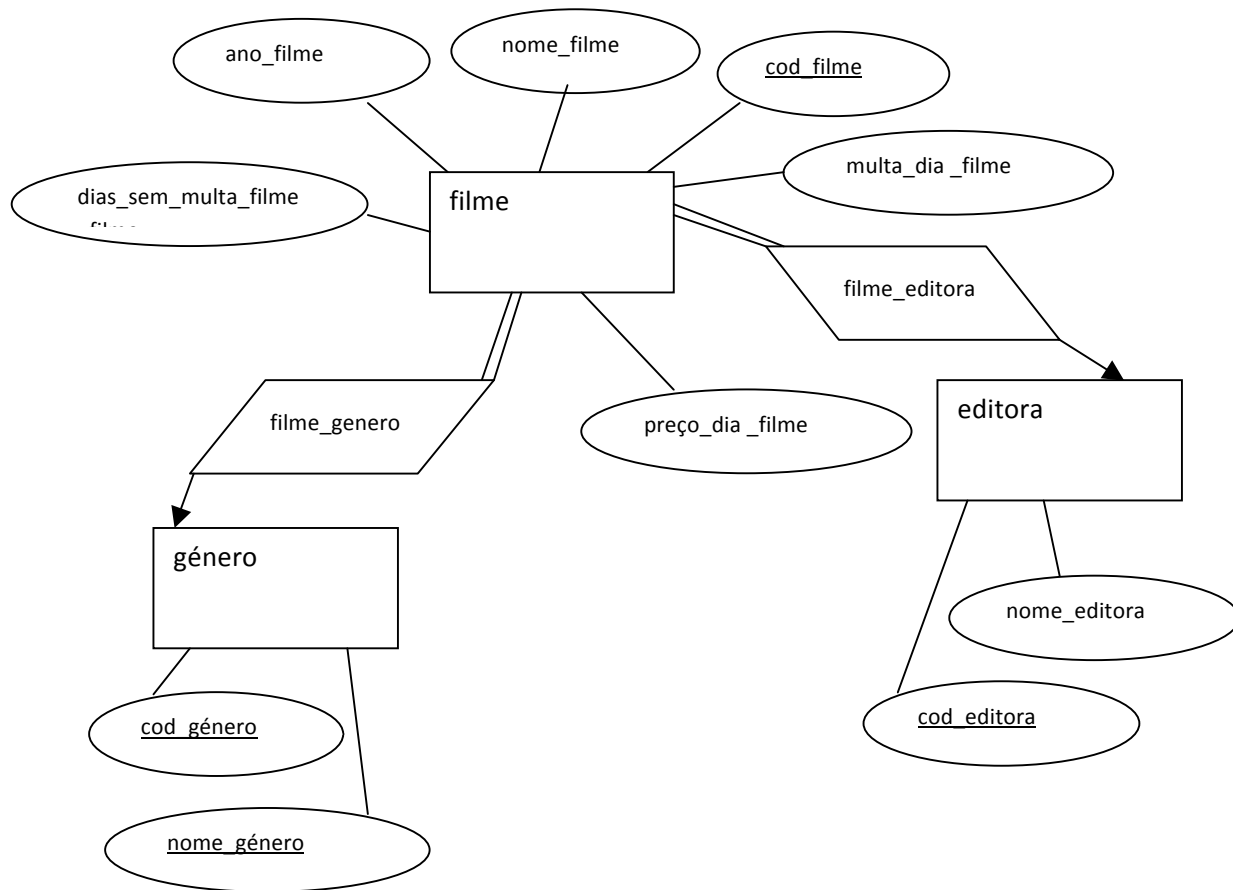 nome_filme
ano_filme
cod_filme
multa_dia _filme
dias_sem_multa_filme
filme
filme_editora
filme_genero
preço_dia _filme
editora
género
nome_editora
cod_género
cod_editora
nome_género